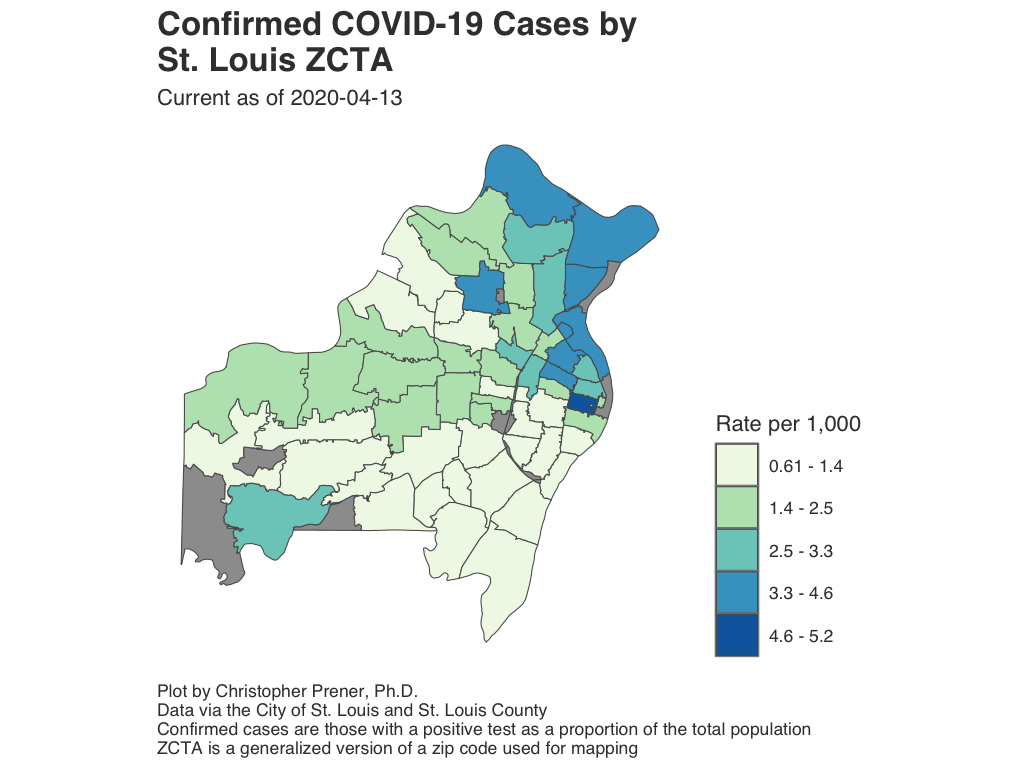 Confirmed COVID-19 Cases by
St. Louis ZCTA
Current as of 2020-04-13
Rate per 1,000
0.61 - 1.4
1.4 - 2.5
2.5 - 3.3
3.3 - 4.6
4.6 - 5.2
Plot by Christopher Prener, Ph.D.
Data via the City of St. Louis and St. Louis County
Confirmed cases are those with a positive test as a proportion of the total population
ZCTA is a generalized version of a zip code used for mapping